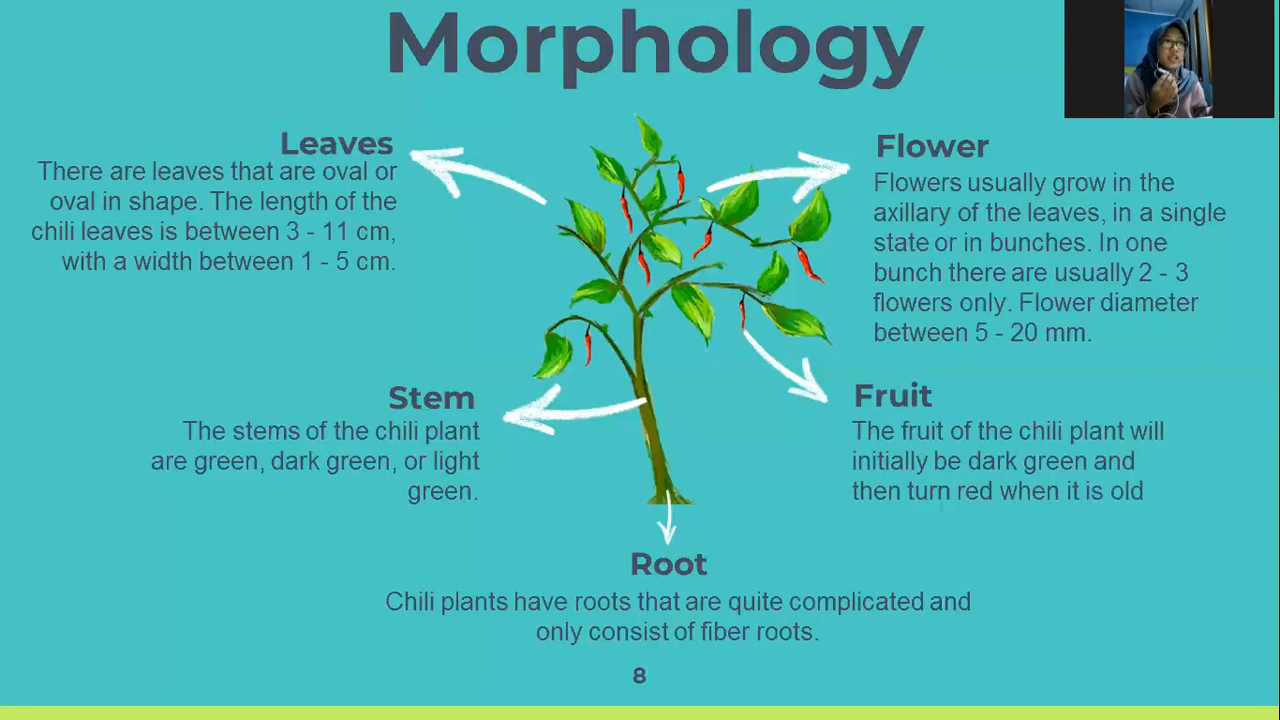 Morphology
Leaves
There are leaves that are oval or
oval in shape. The length of the
chili leaves is between 3 - 11 cm,
with a width between 1 - 5 cm.
Flower
Flowers usually grow in the
axillary of the leaves, in a single
state or in bunches. In one
bunch there are usually 2 - 3
flowers only. Flower diameter
between 5 - 20 mm.
Stem
The stems of the chili plant
are green, dark green, or light
green.
Fruit
The fruit of the chili plant will
initially be dark green and
then turn red when it is old
Root
Chili plants have roots that are quite complicated and
only consist of fiber roots.
8